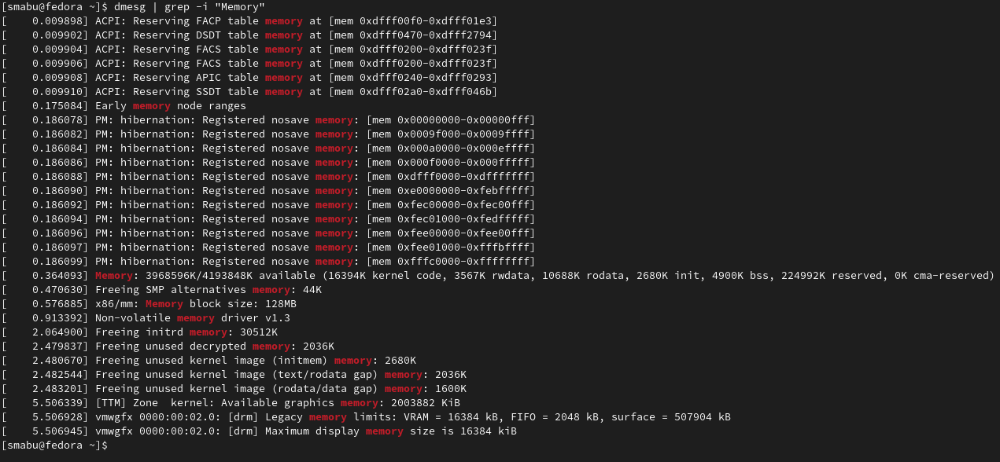 [smabu@fedora ~]$ dmesg | grep -i "Memory"
[    0.009898] ACPI: Reserving FACP table memory at [mem 0xdfff00f0-0xdfff01e3]
[    0.009902] ACPI: Reserving DSDT table memory at [mem 0xdfff0470-0xdfff2794]
[    0.009904] ACPI: Reserving FACS table memory at [mem 0xdfff0200-0xdfff023f]
[    0.009906] ACPI: Reserving FACS table memory at [mem 0xdfff0200-0xdfff023f]
[    0.009908] ACPI: Reserving APIC table memory at [mem 0xdfff0240-0xdfff0293]
[    0.009910] ACPI: Reserving SSDT table memory at [mem 0xdfff02a0-0xdfff046b]
[    0.175084] Early memory node ranges
[    0.186078] PM: hibernation: Registered nosave memory: [mem 0x00000000-0x00000fff]
[    0.186082] PM: hibernation: Registered nosave memory: [mem 0x0009f000-0x0009ffff]
[    0.186084] PM: hibernation: Registered nosave memory: [mem 0x000a0000-0x000effff]
[    0.186086] PM: hibernation: Registered nosave memory: [mem 0x000f0000-0x000fffff]
[    0.186088] PM: hibernation: Registered nosave memory: [mem 0xdfff0000-0xdfffffff]
[    0.186090] PM: hibernation: Registered nosave memory: [mem 0xe0000000-0xfebfffff]
[    0.186092] PM: hibernation: Registered nosave memory: [mem 0xfec00000-0xfec00fff]
[    0.186094] PM: hibernation: Registered nosave memory: [mem 0xfec01000-0xfedfffff]
[    0.186096] PM: hibernation: Registered nosave memory: [mem 0xfee00000-0xfee00fff]
[    0.186097] PM: hibernation: Registered nosave memory: [mem 0xfee01000-0xfffbffff]
[    0.186099] PM: hibernation: Registered nosave memory: [mem 0xfffc0000-0xffffffff]
[    0.364093] Memory: 3968596K/4193848K available (16394K kernel code, 3567K rwdata, 10688K rodata, 2680K init, 4900K bss, 224992K reserved, 0K cma-reserved)
[    0.470630] Freeing SMP alternatives memory: 44K
[    0.576885] x86/mm: Memory block size: 128MB
[    0.913392] Non-volatile memory driver v1.3
[    2.064900] Freeing initrd memory: 30512K
[    2.479837] Freeing unused decrypted memory: 2036K
[    2.480670] Freeing unused kernel image (initmem) memory: 2680K
[    2.482544] Freeing unused kernel image (text/rodata gap) memory: 2036K
[    2.483201] Freeing unused kernel image (rodata/data gap) memory: 1600K
[    5.506339] [TTM] Zone  kernel: Available graphics memory: 2003882 KiB
[    5.506928] vmwgfx 0000:00:02.0: [drm] Legacy memory limits: VRAM = 16384 kB, FIFO = 2048 kB, surface = 507904 kB
[    5.506945] vmwgfx 0000:00:02.0: [drm] Maximum display memory size is 16384 kiB
[smabu@fedora ~]$